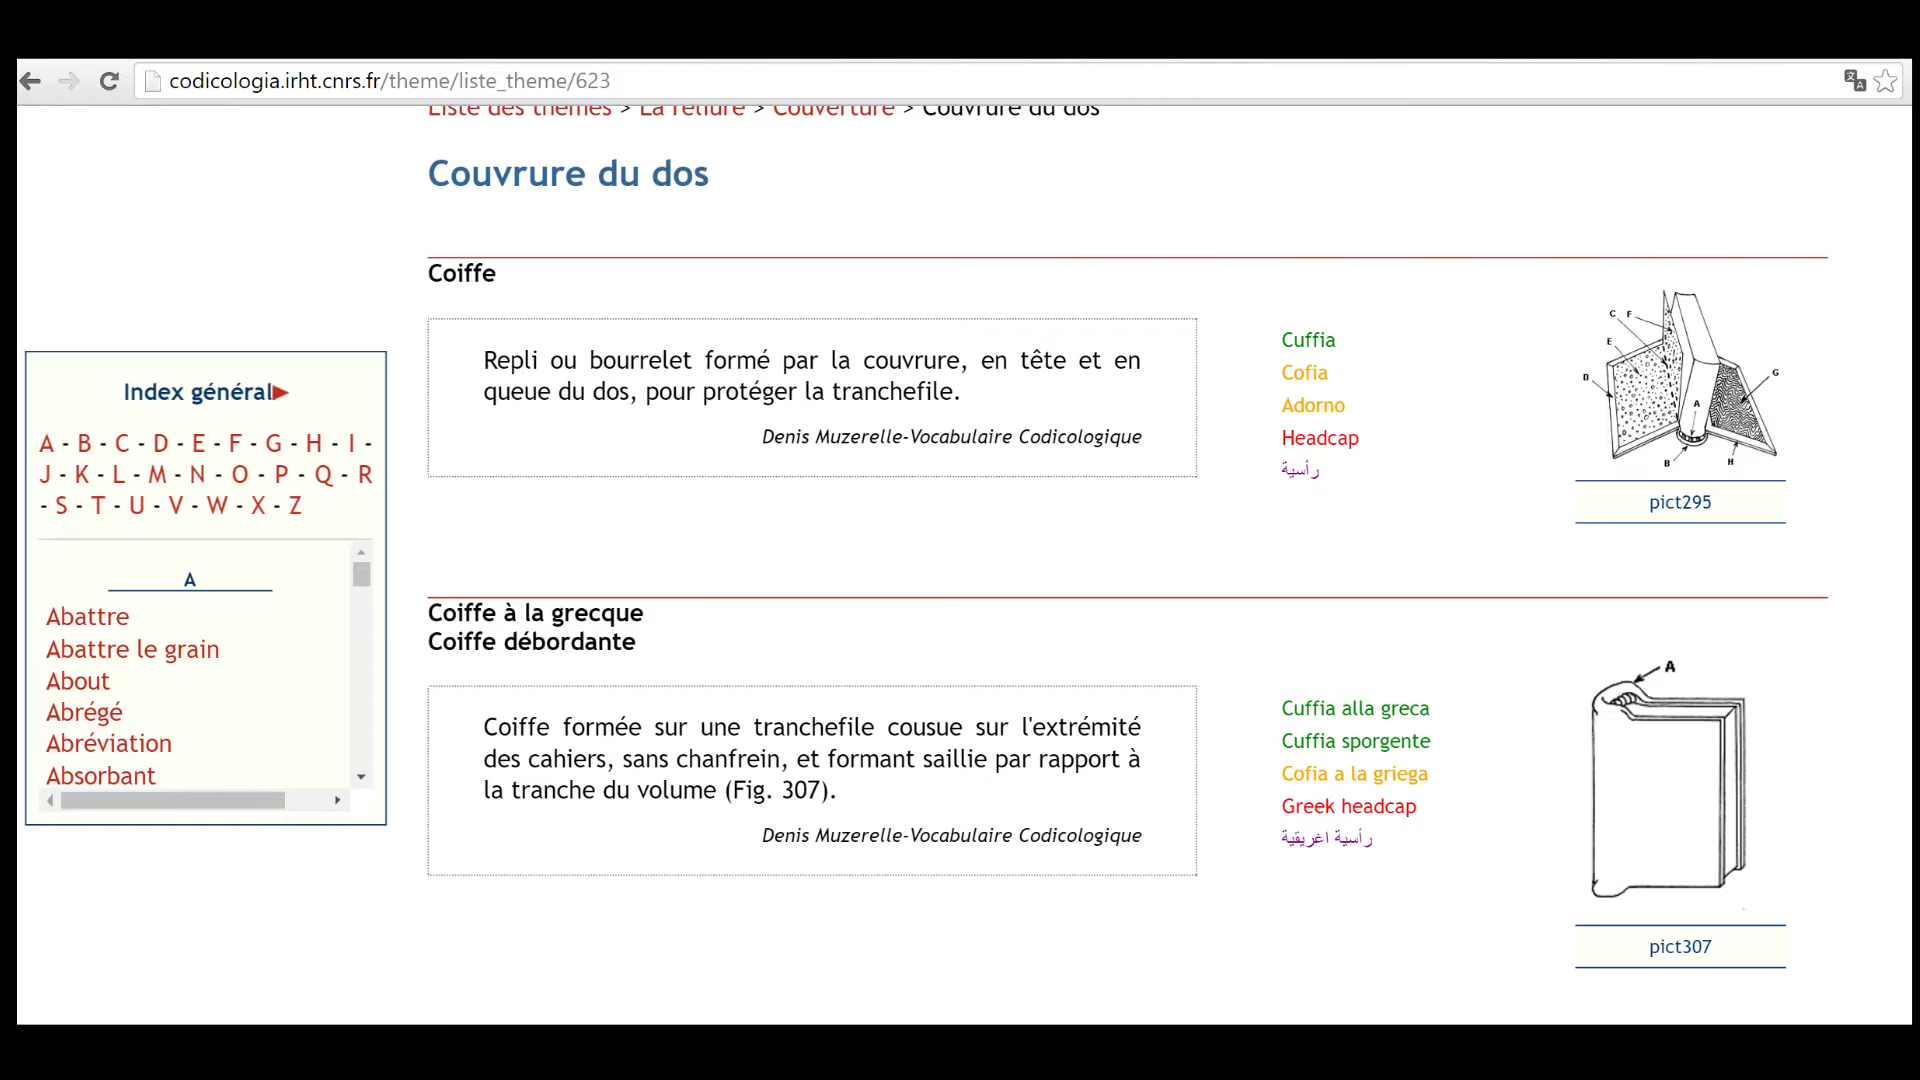 codicologia.irht.cnrs.fr/theme/liste_theme/623
Liste des thèmes > La reliure > Couverture > Couvrure du dos
Couvrure du dos
Coiffe
Repli ou bourrelet formé par la couvrure, en tête et en
queue du dos, pour protéger la tranchefile.
Denis Muzerelle-Vocabulaire Codicologique
Cuffia
Cofia
Adorno
Headcap
رأسية
C F
E
D
G
A
B
H
pict295
Index général
A - B - C - D - E - F - G - H - I -
J - K - L - M - N - O - P - Q - R
- S - T - U - V - W - X - Z
A
Abattre
Abattre le grain
About
Abrégé
Abréviation
Absorbant
Coiffe à la grecque
Coiffe débordante
Coiffe formée sur une tranchefile cousue sur l'extrémité
des cahiers, sans chanfrein, et formant saillie par rapport à
la tranche du volume (Fig. 307).
Denis Muzerelle-Vocabulaire Codicologique
Cuffia alla greca
Cuffia sporgente
Cofia a la griega
Greek headcap
رأسية اغريقية
A
pict307